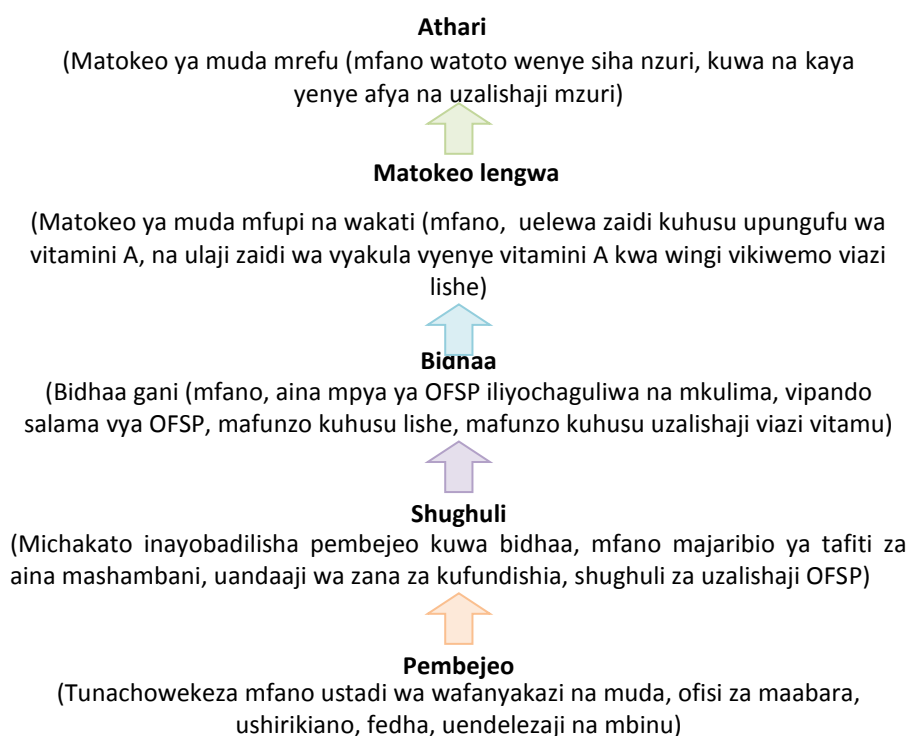 Athari
(Matokeo ya muda mrefu (mfano watoto wenye siha nzuri, kuwa na kaya
yenye afya na uzalishaji mzuri)
Matokeo lengwa
(Matokeo ya muda mfupi na wakati (mfano, uelewa zaidi kuhusu upungufu wa
vitamini A, na ulaji zaidi wa vyakula vyenye vitamini A kwa wingi vikiwemo viazi
lishe)
Bidhaa
(Bidhaa gani (mfano, aina mpya ya OFSP iliyochaguliwa na mkulima, vipando
salama vya OFSP, mafunzo kuhusu lishe, mafunzo kuhusu uzalishaji viazi vitamu)
Shughuli
(Michakato inayobadilisha pembejeo kuwa bidhaa, mfano majaribio ya tafiti za
aina mashambani, uandaaji wa zana za kufundishia, shughuli za uzalishaji OFSP)
Pembejeo
(Tunachowekeza mfano ustadi wa wafanyakazi na muda, ofisi za maabara,
ushirikiano, fedha, uendelezaji na mbinu)